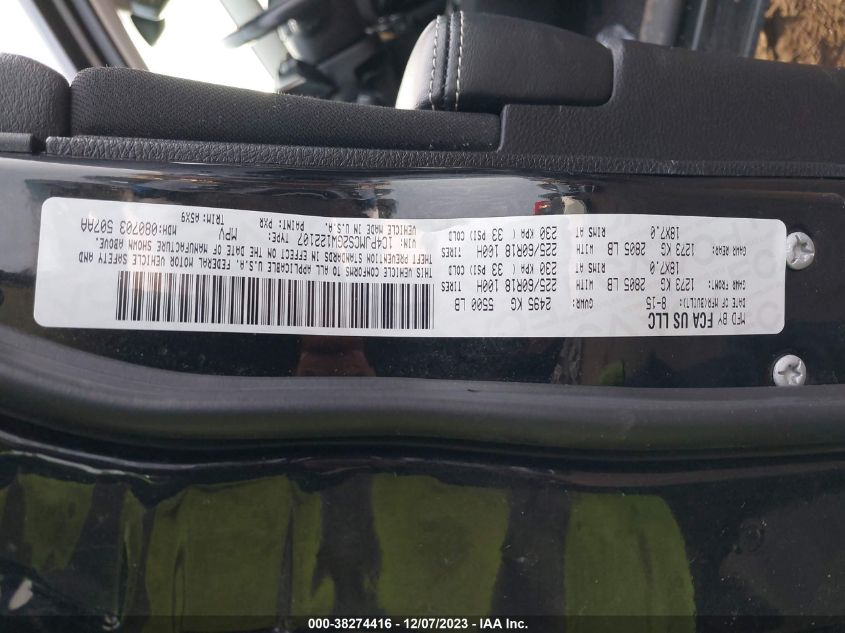 MFD BY FCA US LLC
DATE OF MFR(BUILT): 8-15 GVWR: 2495 KG 5500 LB
GAWR FRONT: 1273 KG 2805 LB WITH 225/60R18 100H TIRES
18X7.0 RIMS AT 230 KPA ( 33 PSI) COLD
GAWR REAR: 1273 KG 2805 LB WITH 225/60R18 100H TIRES
18X7.0 RIMS AT 230 KPA ( 33 PSI) COLD
THIS VEHICLE CONFORMS TO ALL APPLICABLE U.S.A. FEDERAL MOTOR VEHICLE SAFETY AND
THEFT PREVENTION STANDARDS IN EFFECT ON THE DATE OF MANUFACTURE SHOWN ABOVE.
VIN: 1C4PJMCS2GW122107 TYPE: MPV MDH:080703 507AA
VEHICLE MADE IN U.S.A. PAINT: PXR TRIM: A5X9
000-38274416 - 12/07/2023 - IAA Inc.